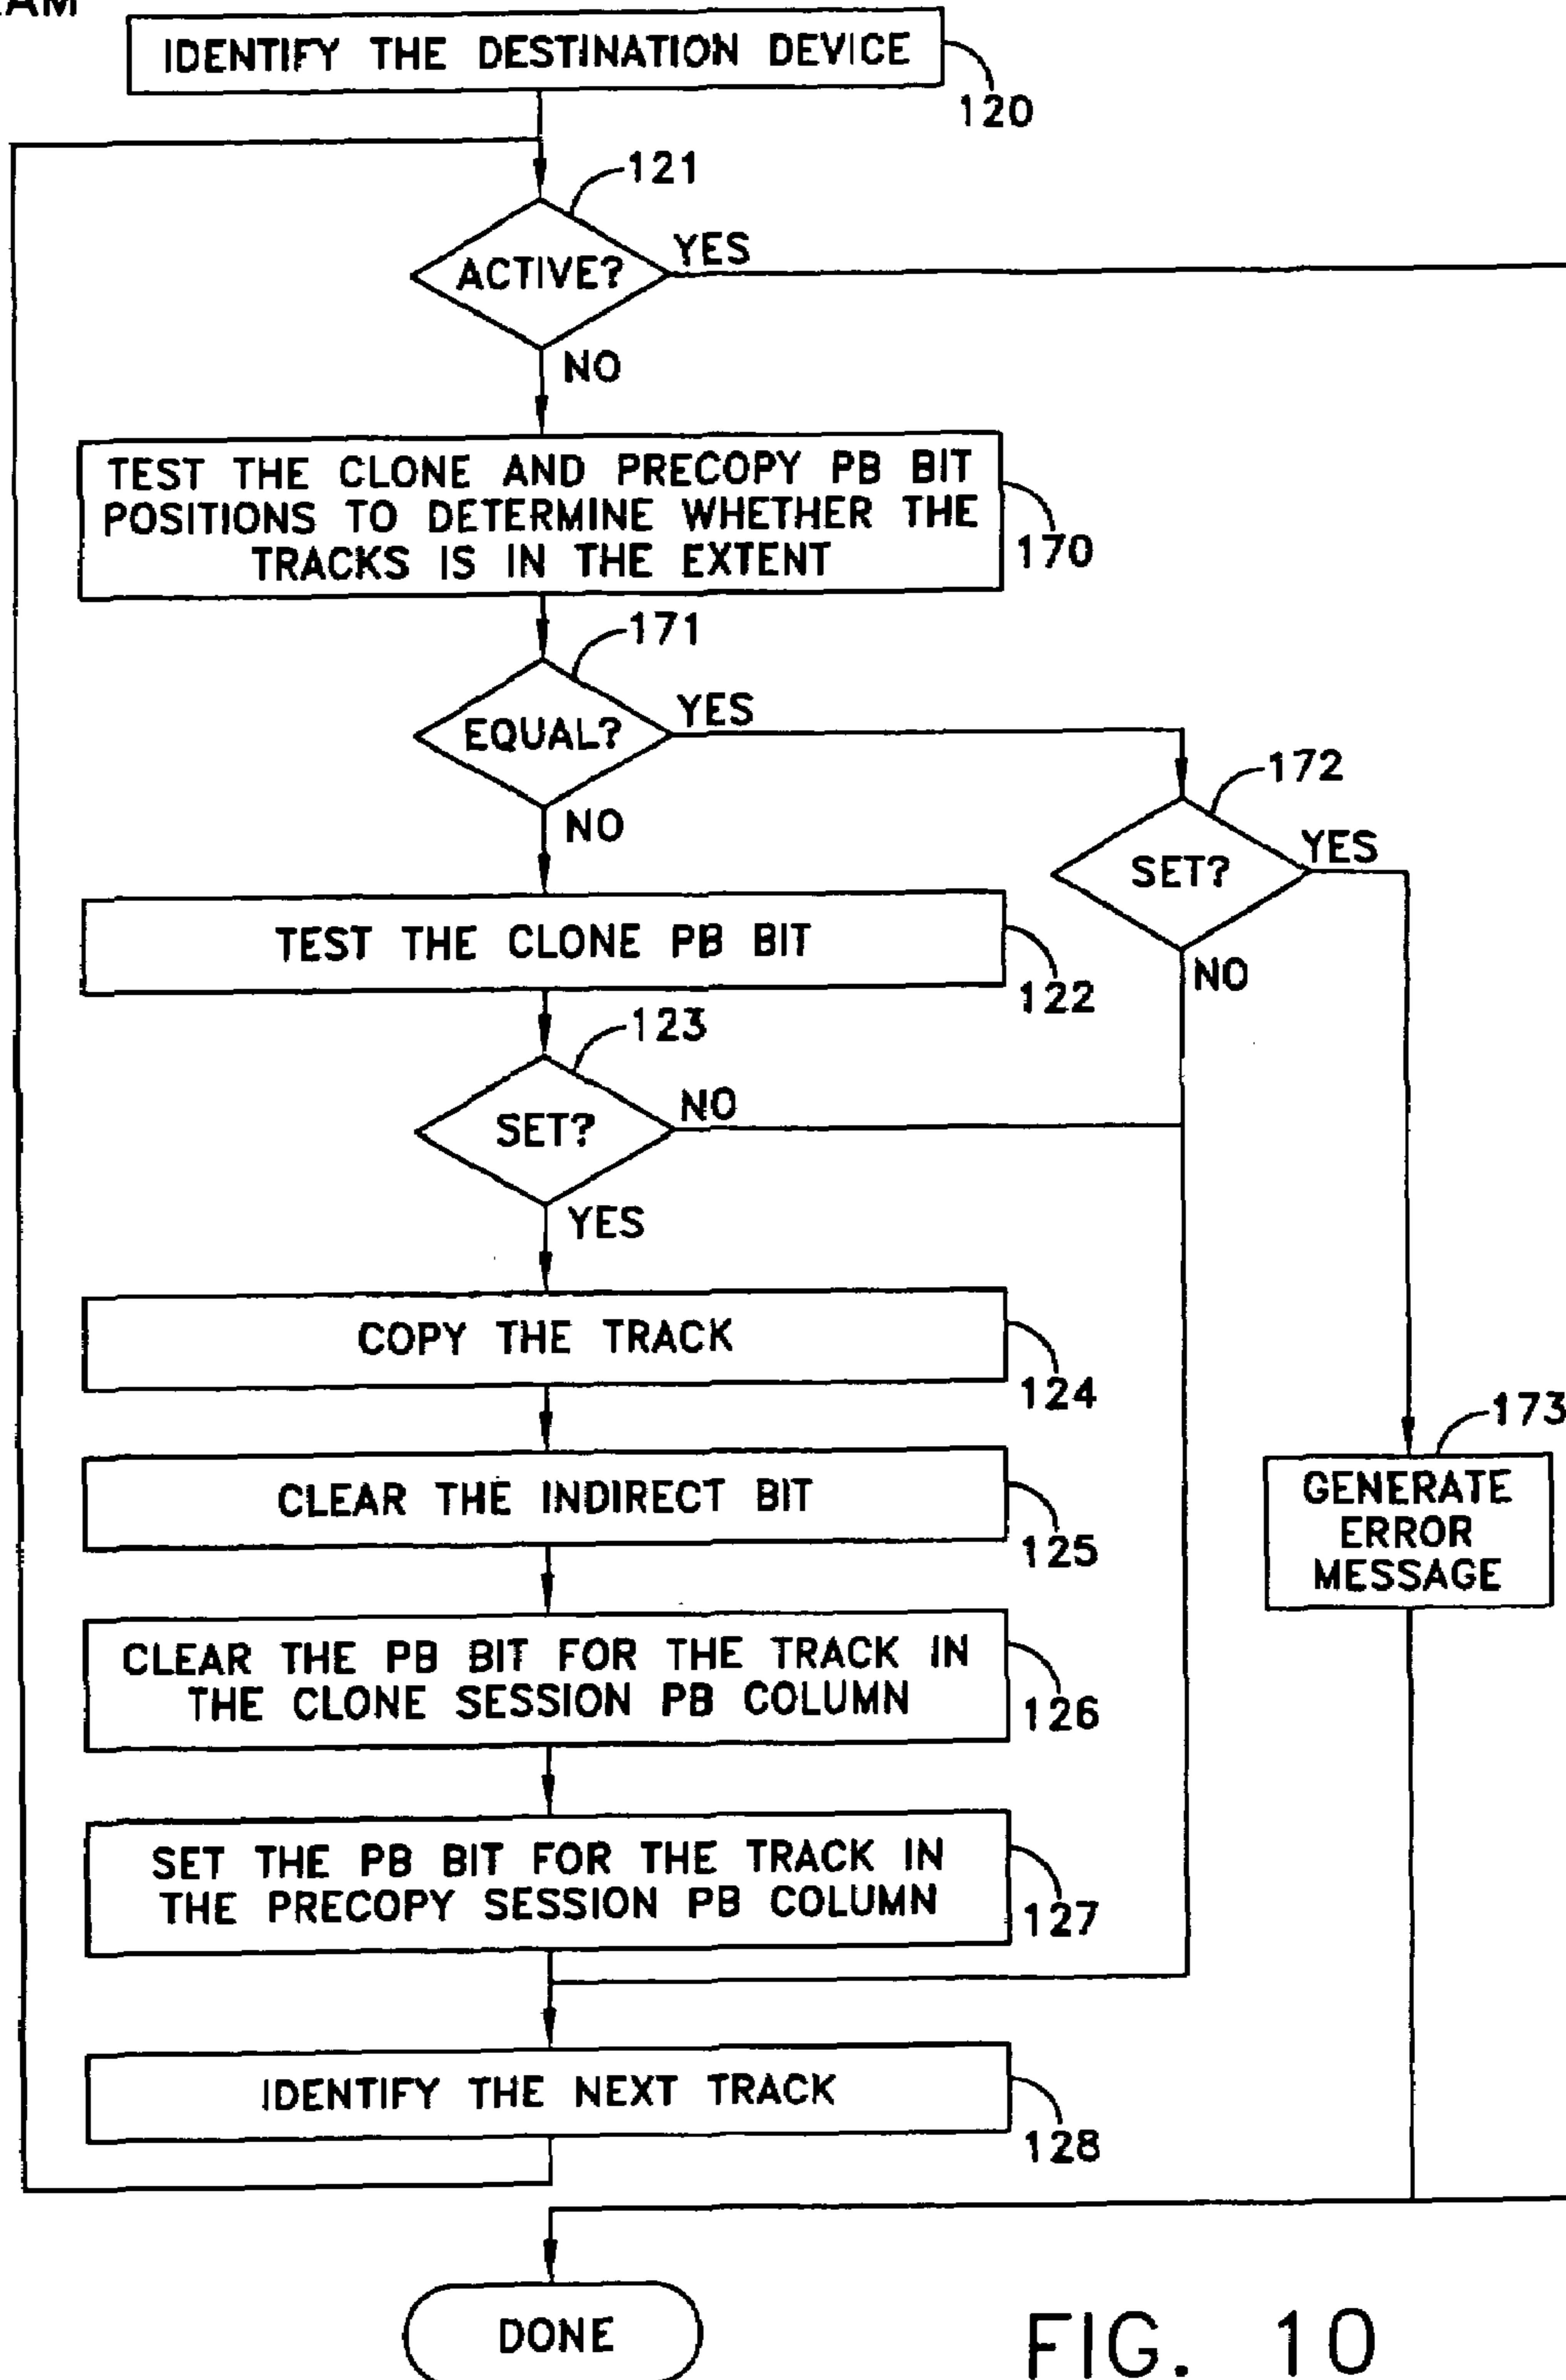 IDENTIFY THE DESTINATION DEVICE
120
121
ACTIVE?
YES
NO
TEST THE CLONE AND PRECOPY PB BIT
POSITIONS TO DETERMINE WHETHER THE
TRACKS IS IN THE EXTENT
170
171
EQUAL?
YES
NO
172
SET?
YES
NO
TEST THE CLONE PB BIT
122
123
SET?
NO
YES
COPY THE TRACK
124
CLEAR THE INDIRECT BIT
125
173
GENERATE
ERROR
MESSAGE
CLEAR THE PB BIT FOR THE TRACK IN
THE CLONE SESSION PB COLUMN
126
SET THE PB BIT FOR THE TRACK IN
THE PRECOPY SESSION PB COLUMN
127
IDENTIFY THE NEXT TRACK
128
DONE
FIG. 10